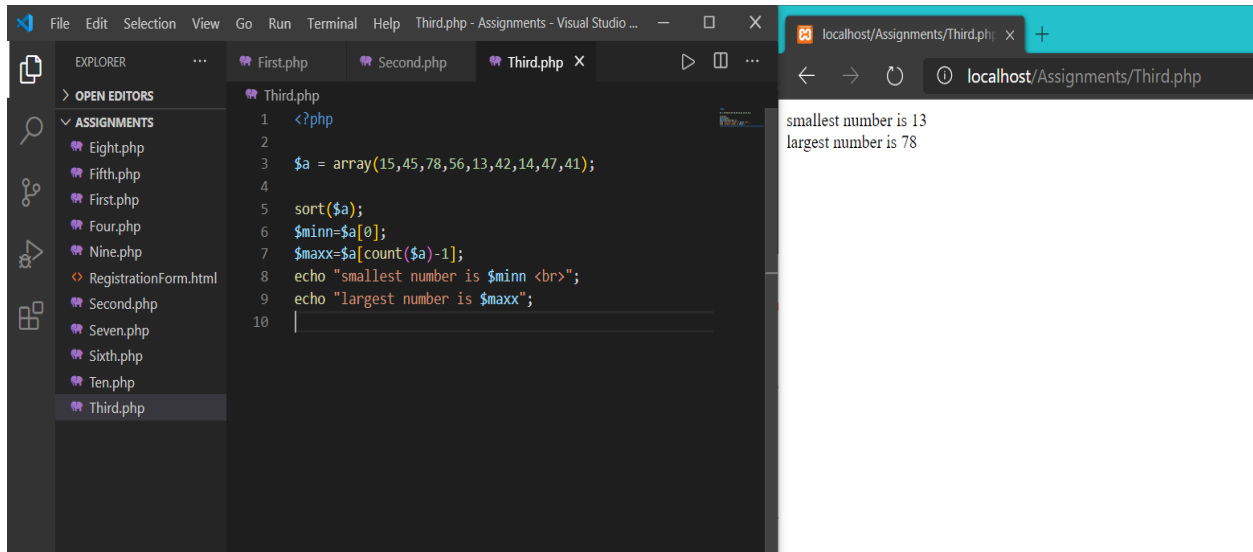 File Edit Selection View Go Run Terminal Help Third.php - Assignments - Visual Studio ...
EXPLORER ...
OPEN EDITORS
ASSIGNMENTS
Eight.php
Fifth.php
First.php
Four.php
Nine.php
RegistrationForm.html
Second.php
Seven.php
Sixth.php
Ten.php
Third.php
First.php Second.php Third.php
Third.php
1 <?php
2
3 $a = array(15,45,78,56,13,42,14,47,41);
4
5 sort($a);
6 $minn=$a[0];
7 $maxx=$a[count($a)-1];
8 echo "smallest number is $minn <br>";
9 echo "largest number is $maxx";
10
localhost/Assignments/Third.php
localhost/Assignments/Third.php
smallest number is 13
largest number is 78